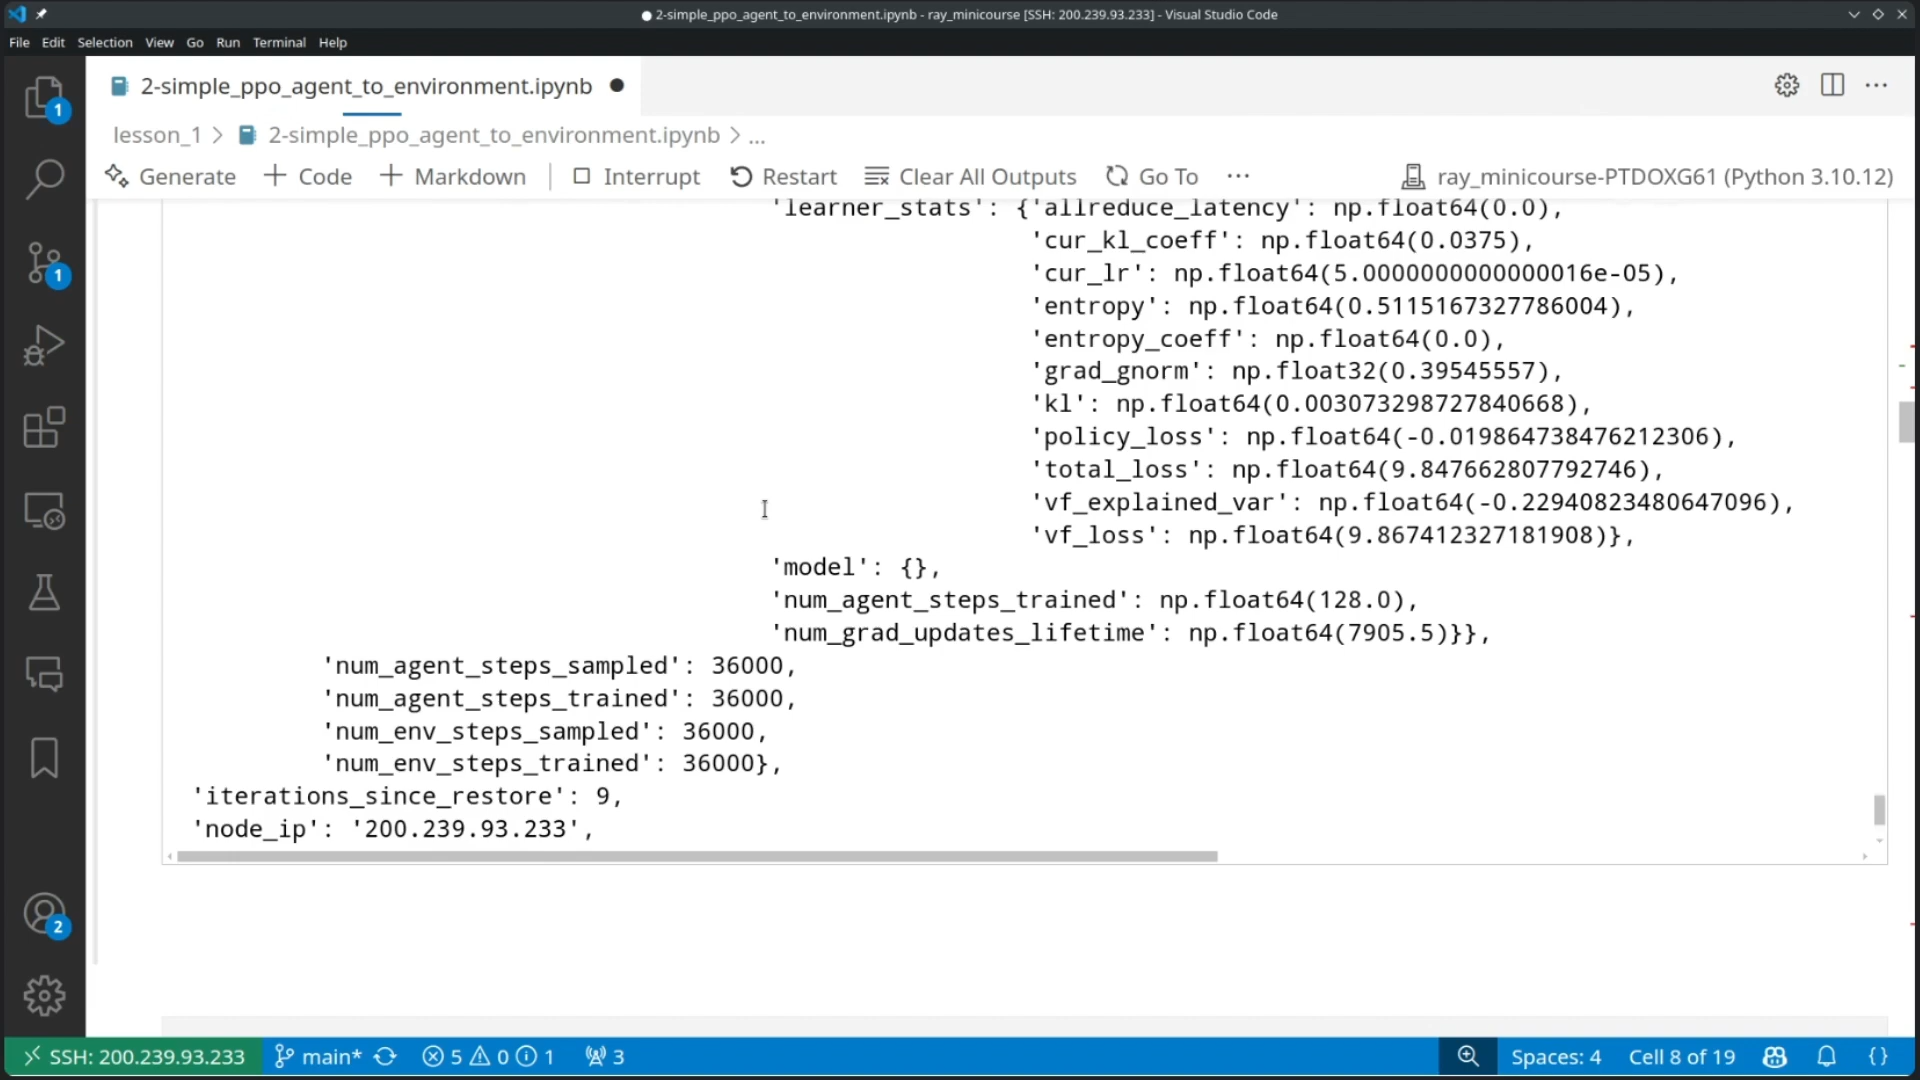 2-simple_ppo_agent_to_environment.ipynb - ray_minicourse [SSH: 200.239.93.233] - Visual Studio Code
File Edit Selection View Go Run Terminal Help
2-simple_ppo_agent_to_environment.ipynb
lesson_1 > 2-simple_ppo_agent_to_environment.ipynb > ...
Generate + Code + Markdown Interrupt Restart Clear All Outputs Go To ... ray_minicourse-PTDOXG61 (Python 3.10.12)
'learner_stats': {'allreduce_latency': np.float64(0.0),
'cur_kl_coeff': np.float64(0.0375),
'cur_lr': np.float64(5.0000000000000016e-05),
'entropy': np.float64(0.5115167327786004),
'entropy_coeff': np.float64(0.0),
'grad_gnorm': np.float32(0.39545557),
'kl': np.float64(0.003073298727840668),
'policy_loss': np.float64(-0.019864738476212306),
'total_loss': np.float64(9.847662807792746),
'vf_explained_var': np.float64(-0.22940823480647096),
'vf_loss': np.float64(9.867412327181908)},
'model': {},
'num_agent_steps_trained': np.float64(128.0),
'num_grad_updates_lifetime': np.float64(7905.5)}},
'num_agent_steps_sampled': 36000,
'num_agent_steps_trained': 36000,
'num_env_steps_sampled': 36000,
'num_env_steps_trained': 36000},
'iterations_since_restore': 9,
'node_ip': '200.239.93.233',
1
1
2
SSH: 200.239.93.233 main* 5 0 1 3 Spaces: 4 Cell 8 of 19 {}